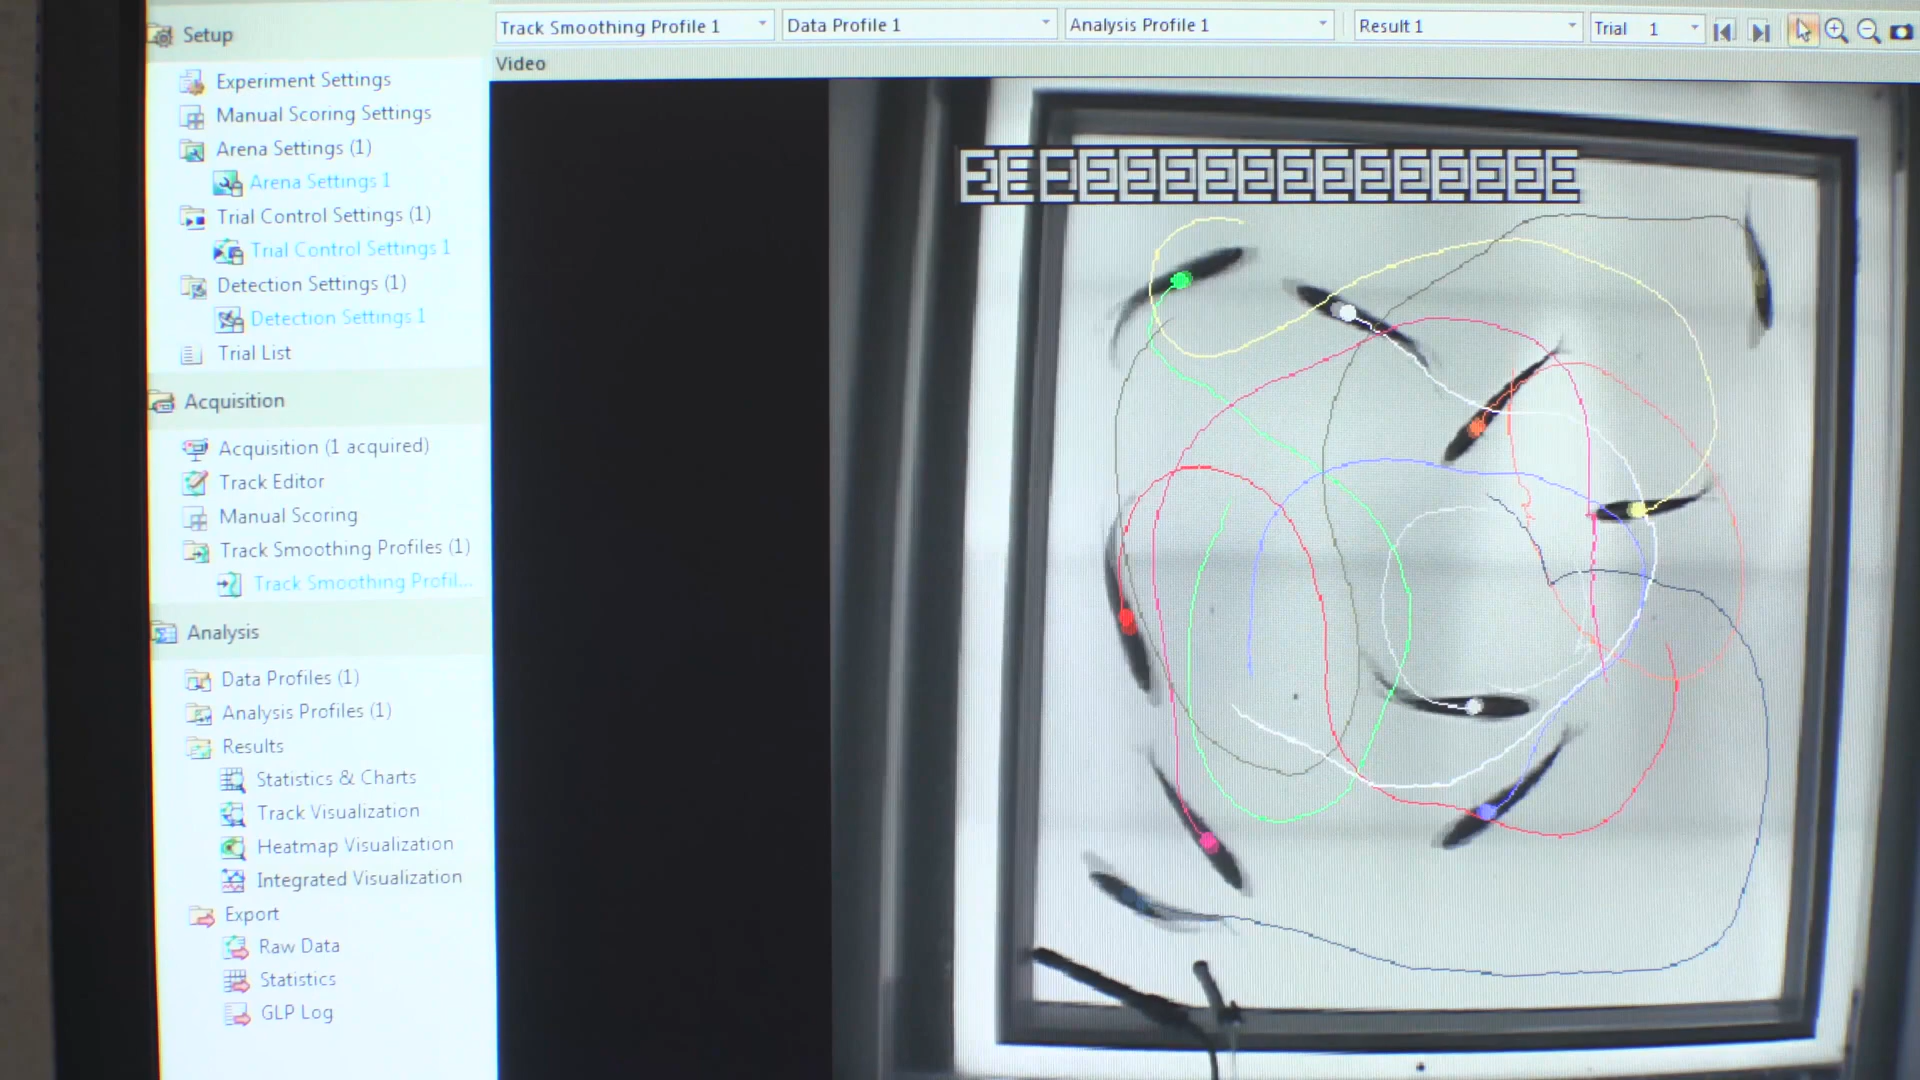 Setup
Experiment Settings
Manual Scoring Settings
Arena Settings (1)
Arena Settings 1
Trial Control Settings (1)
Trial Control Settings 1
Detection Settings (1)
Detection Settings 1
Trial List
Acquisition
Acquisition (1 acquired)
Track Editor
Manual Scoring
Track Smoothing Profiles (1)
Track Smoothing Profil...
Analysis
Data Profiles (1)
Analysis Profiles (1)
Results
Statistics & Charts
Track Visualization
Heatmap Visualization
Integrated Visualization
Export
Raw Data
Statistics
GLP Log
Track Smoothing Profile 1
Data Profile 1
Analysis Profile 1
Result 1
Trial 1
Video